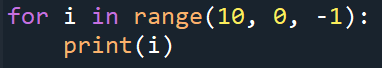 for i in range(10, 0, -1):
    print(i)